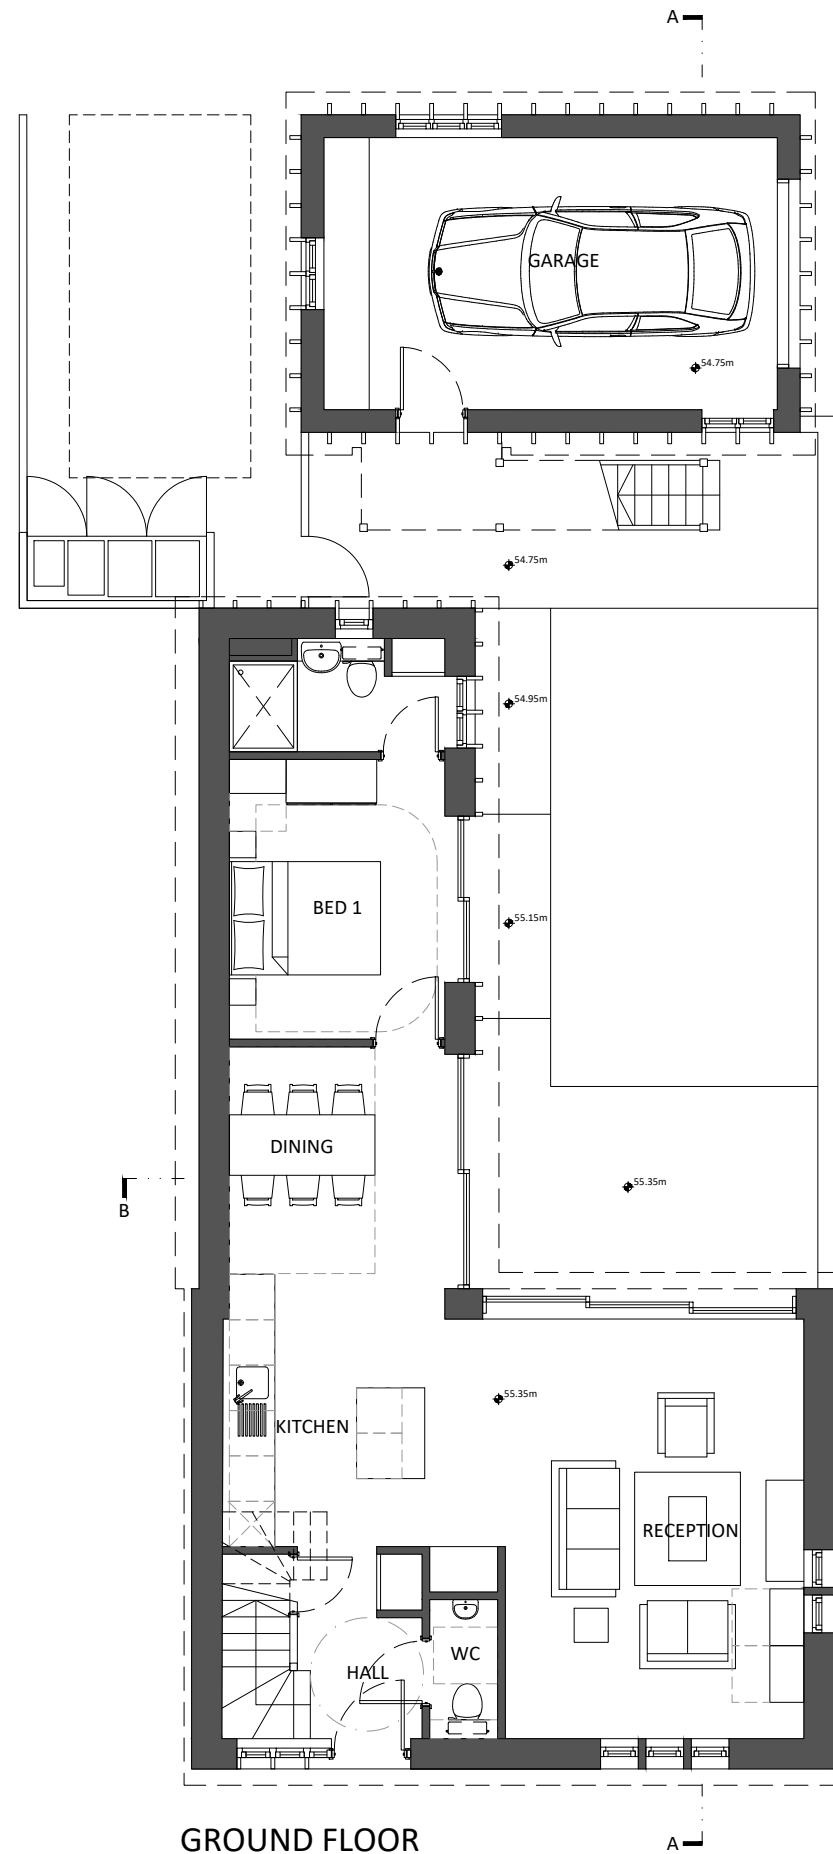 A
GARAGE
54.75m
54.75m
54.95m
BED 1
55.15m
DINING
55.35m
B
55.35m
KITCHEN
RECEPTION
WC
HALL
GROUND FLOOR
A